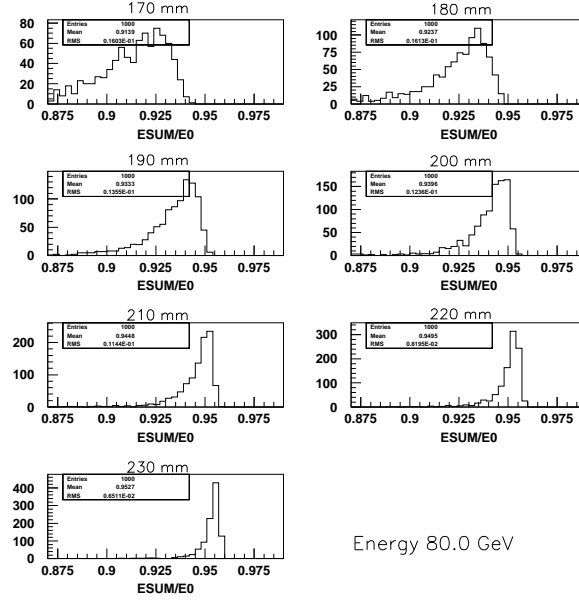 170 mm
Entries 1000
Mean 0.9139
RMS 0.1603E-01
80
60
40
20
0
0.875 0.9 0.925 0.95 0.975
ESUM/E0
180 mm
Entries 1000
Mean 0.9237
RMS 0.1613E-01
100
75
50
25
0
0.875 0.9 0.925 0.95 0.975
ESUM/E0
190 mm
Entries 1000
Mean 0.9333
RMS 0.1355E-01
100
50
0
0.875 0.9 0.925 0.95 0.975
ESUM/E0
200 mm
Entries 1000
Mean 0.9396
RMS 0.1236E-01
150
100
50
0
0.875 0.9 0.925 0.95 0.975
ESUM/E0
210 mm
Entries 1000
Mean 0.9448
RMS 0.1144E-01
200
100
0
0.875 0.9 0.925 0.95 0.975
ESUM/E0
220 mm
Entries 1000
Mean 0.9495
RMS 0.8195E-02
300
200
100
0
0.875 0.9 0.925 0.95 0.975
ESUM/E0
230 mm
Entries 1000
Mean 0.9527
RMS 0.6511E-02
400
300
200
100
0
0.875 0.9 0.925 0.95 0.975
ESUM/E0
Energy 80.0 GeV